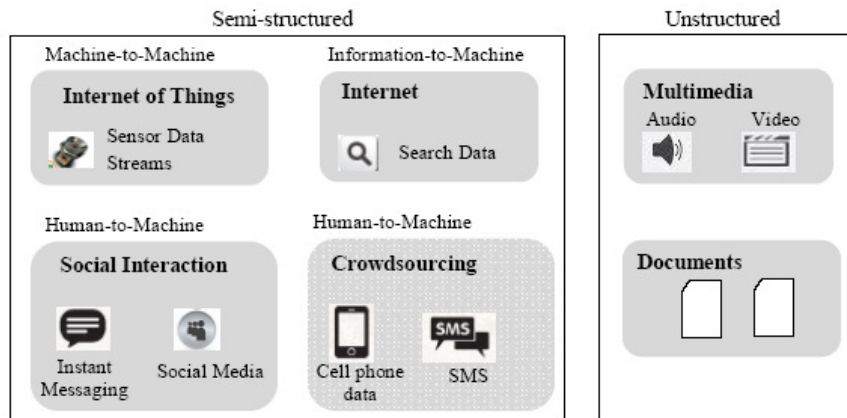 Semi-structured
Unstructured
Machine-to-Machine
Information-to-Machine
Internet of Things
Sensor Data
Streams
Internet
Search Data
Multimedia
Audio
Video
Human-to-Machine
Human-to-Machine
Social Interaction
Instant
Messaging
Social Media
Crowdsourcing
SMS
Cell phone
data
SMS
Documents